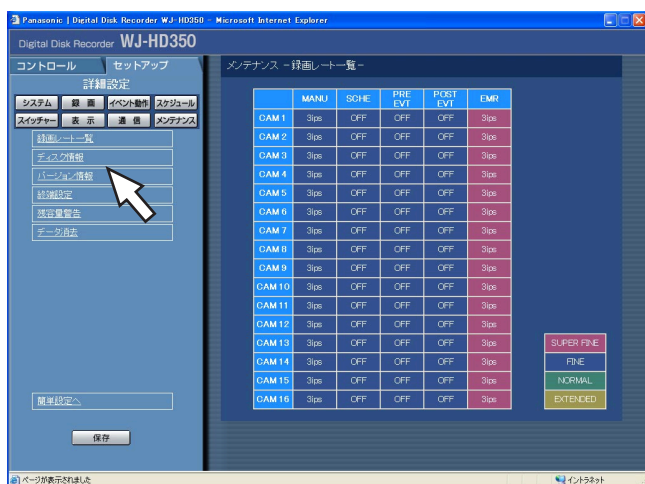 Panasonic | Digital Disk Recorder WJ-HD350 - Microsoft Internet Explorer
Digital Disk Recorder WJ-HD350
コントロール セットアップ
詳細設定
システム 録 画 イベント動作 スケジュール
スイッチャー 表 示 通 信 メンテナンス
録画レート一覧
ディスク情報
バージョン情報
終端設定
残容量警告
データ消去
簡単設定へ
保存
メンテナンス -録画レート一覧-
MANU SCHE PRE EVT POST EVT EMR
CAM 1 3ips OFF OFF OFF 3ips
CAM 2 3ips OFF OFF OFF 3ips
CAM 3 3ips OFF OFF OFF 3ips
CAM 4 3ips OFF OFF OFF 3ips
CAM 5 3ips OFF OFF OFF 3ips
CAM 6 3ips OFF OFF OFF 3ips
CAM 7 3ips OFF OFF OFF 3ips
CAM 8 3ips OFF OFF OFF 3ips
CAM 9 3ips OFF OFF OFF 3ips
CAM 10 3ips OFF OFF OFF 3ips
CAM 11 3ips OFF OFF OFF 3ips
CAM 12 3ips OFF OFF OFF 3ips
CAM 13 3ips OFF OFF OFF 3ips
CAM 14 3ips OFF OFF OFF 3ips
CAM 15 3ips OFF OFF OFF 3ips
CAM 16 3ips OFF OFF OFF 3ips
SUPER FINE
FINE
NORMAL
EXTENDED
ページが表示されました
イントラネット